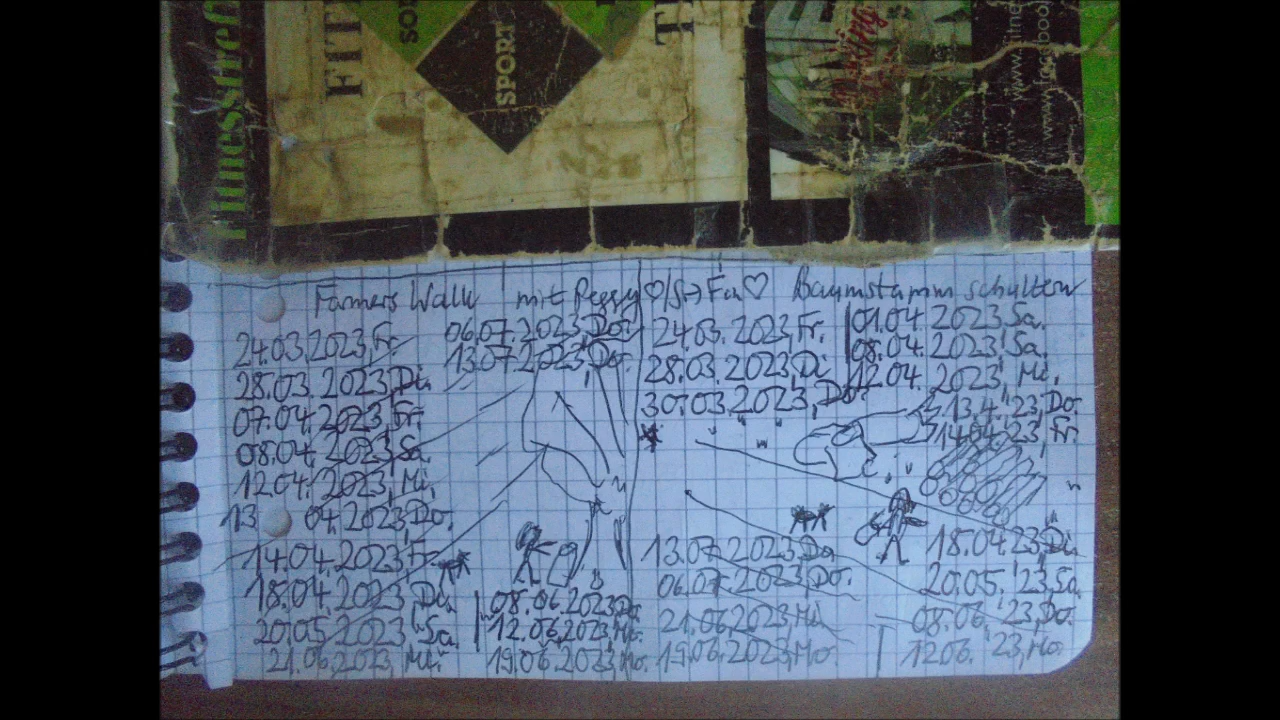 FIT
SO
SPORT
T
www.fitne
www.facebook
Farmers Walk mit Peggy♡/S→Fa♡ Baumstamm schultern
24.03.2023, Fr.
28.03.2023, Di.
07.04.2023, Fr.
08.04.2023, Sa.
12.04.2023, Mi.
13 04.2023, Do.
14.04.2023, Fr.
18.04.2023, Di.
20.05.2023, Sa.
21.06.2023, Mi.
06.07.2023, Do.
13.07.2023, Do.
08.06.2023, Do.
12.06.2023, Mo.
19.06.2023, Mo.
24.03.2023, Fr.
28.03.2023, Di
30.03.2023, Do.
01.04.2023, Sa.
08.04.2023, Sa.
12.04.2023, Mi.
13.4.'23, Do.
14.04.'23, Fr.
13.07.2023, Do
06.07.2023, Do.
21.06.2023, Mi
19.06.2023, Mo.
18.04.23, Di.
20.05.'23, Sa.
08.06.'23, Do.
12.06.'23, Mo.